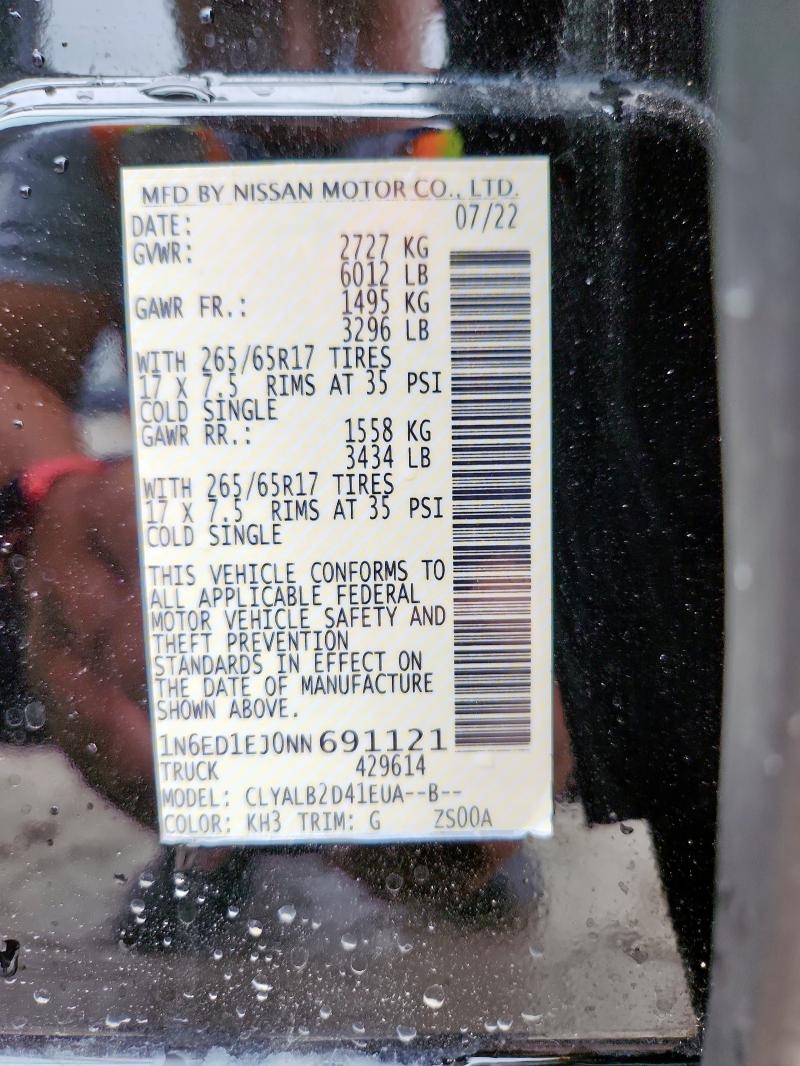 MFD BY NISSAN MOTOR CO., LTD.
DATE: 07/22
GVWR: 2727 KG
6012 LB
GAWR FR.: 1495 KG
3296 LB
WITH 265/65R17 TIRES
17 X 7.5 RIMS AT 35 PSI
COLD SINGLE
GAWR RR.: 1558 KG
3434 LB
WITH 265/65R17 TIRES
17 X 7.5 RIMS AT 35 PSI
COLD SINGLE
THIS VEHICLE CONFORMS TO
ALL APPLICABLE FEDERAL
MOTOR VEHICLE SAFETY AND
THEFT PREVENTION
STANDARDS IN EFFECT ON
THE DATE OF MANUFACTURE
SHOWN ABOVE.
1N6ED1EJ0NN691121
TRUCK 429614
MODEL: CLYALB2D41EUA--B--
COLOR: KH3 TRIM: G ZS00A